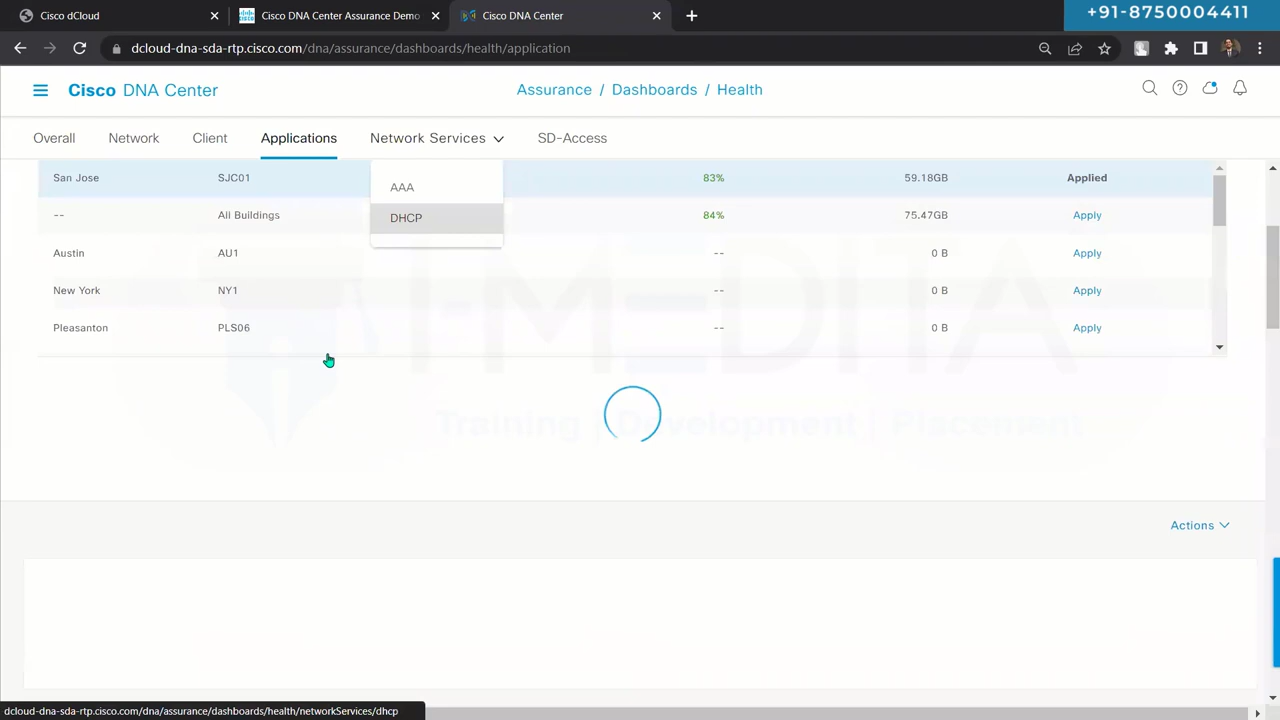 Cisco dCloud
Cisco DNA Center Assurance Demo
Cisco DNA Center
+91-8750004411
dcloud-dna-sda-rtp.cisco.com/dna/assurance/dashboards/health/application
Cisco DNA Center
Assurance / Dashboards / Health
Overall Network Client Applications Network Services SD-Access
AAA
DHCP
San Jose SJC01 83% 59.18GB Applied
-- All Buildings 84% 75.47GB Apply
Austin AU1 -- 0 B Apply
New York NY1 -- 0 B Apply
Pleasanton PLS06 -- 0 B Apply
I-MEDITA
Training | Development | Placement
Actions
dcloud-dna-sda-rtp.cisco.com/dna/assurance/dashboards/health/networkServices/dhcp